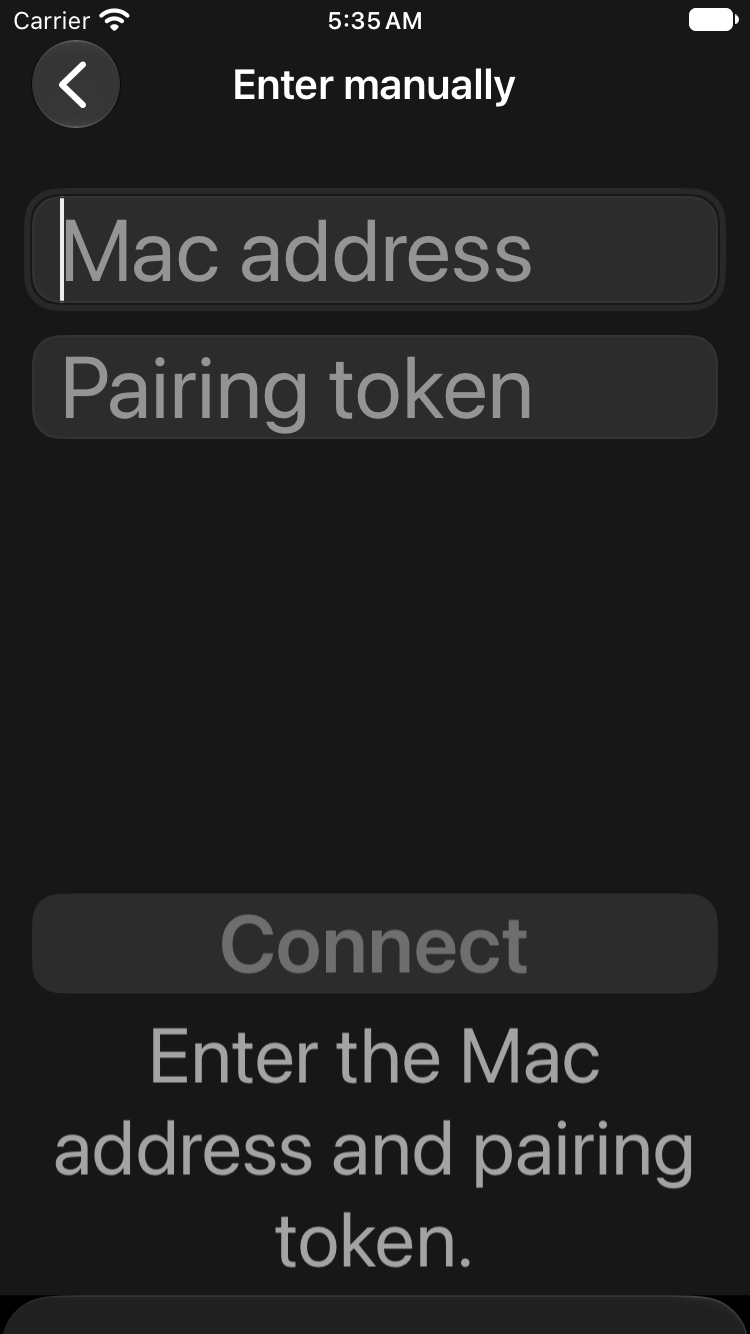 Carrier 5:35 AM
Enter manually
Mac address
Pairing token
Connect
Enter the Mac
address and pairing
token.